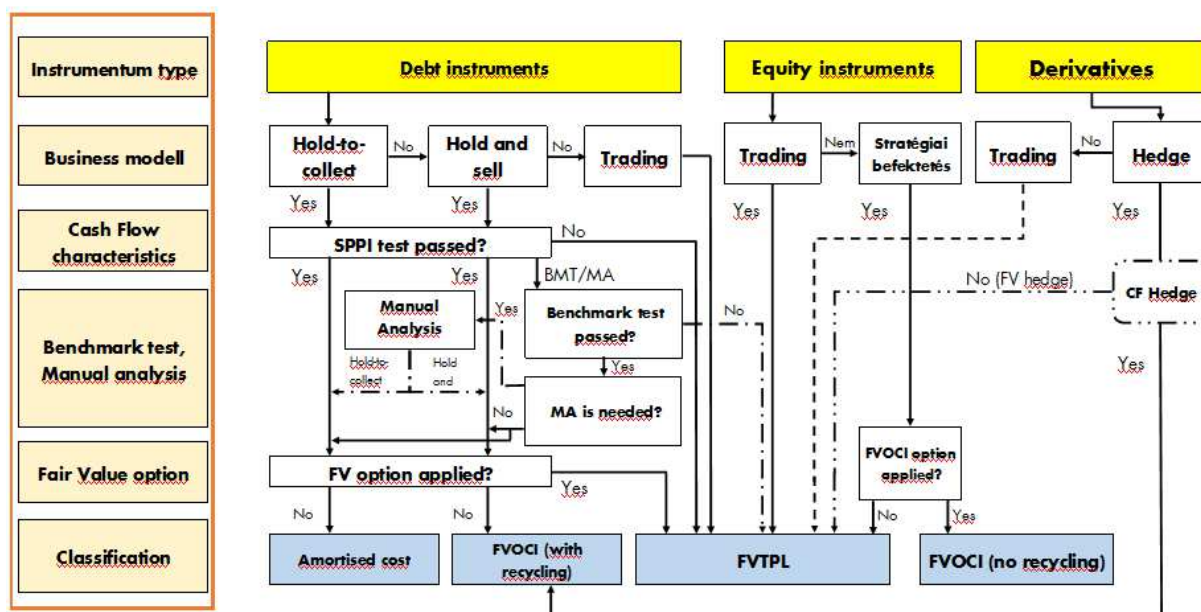 Instrumentum type
Debt instruments
Equity instruments
Derivatives
Business modell
Hold-to-
collect
No
Hold and
sell
No
Trading
Trading
Nem
Stratégiai
befektetés
Trading
No
Hedge
Yes
Yes
Yes
Yes
Yes
Cash Flow
characteristics
SPPI test passed?
No
Yes
Yes
BMT/MA
No (FV hedge)
CF Hedge
Benchmark test,
Manual analysis
Manual
Analysis
Yes
Benchmark test
passed?
No
Hold-to-
collect
Hold
and
Yes
Yes
No
MA is needed?
Fair Value option
FV option applied?
Yes
FVOCI option
applied?
No
No
No
Yes
Classification
Amortised cost
FVOCI (with
recycling)
FVTPL
FVOCI (no recycling)